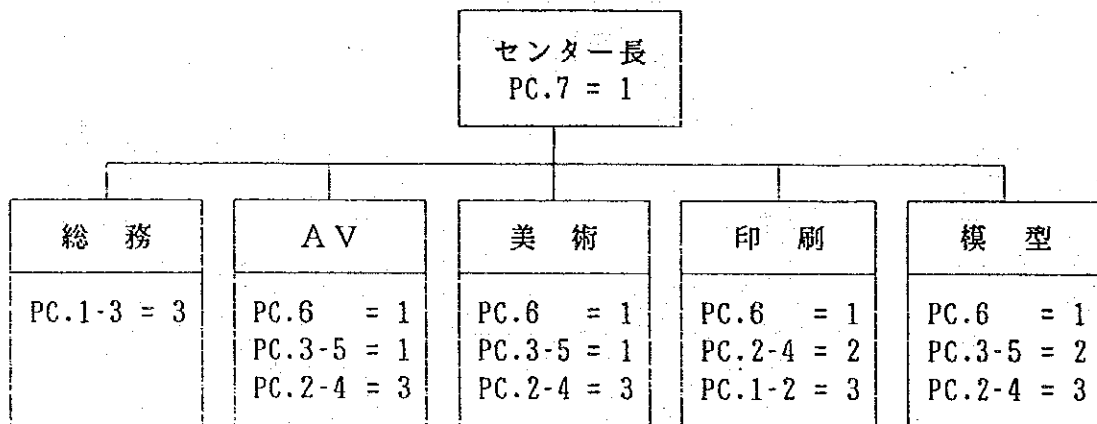 センター長
PC.7 = 1
総 務
PC.1-3 = 3
AV
PC.6 = 1
PC.3-5 = 1
PC.2-4 = 3
美 術
PC.6 = 1
PC.3-5 = 1
PC.2-4 = 3
印 刷
PC.6 = 1
PC.2-4 = 2
PC.1-2 = 3
模 型
PC.6 = 1
PC.3-5 = 2
PC.2-4 = 3